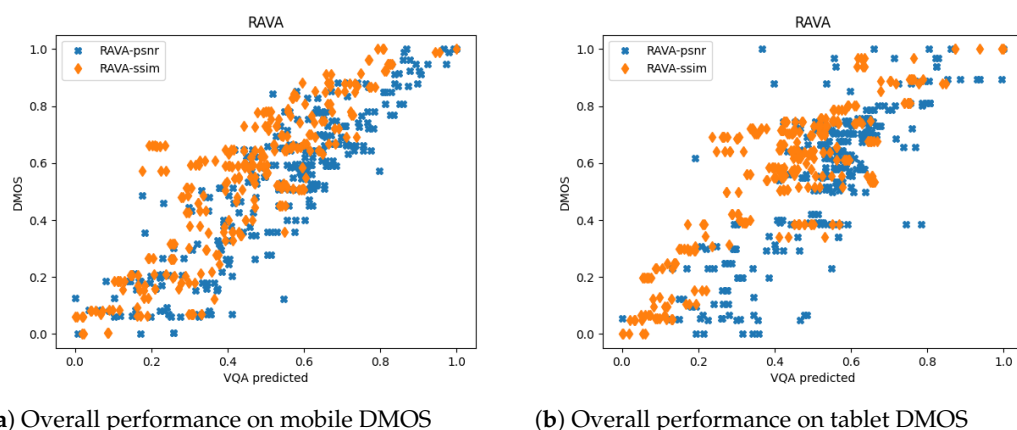 RAVA
RAVA-psnr
RAVA-ssim
DMOS
1.0
0.8
0.6
0.4
0.2
0.0
0.0 0.2 0.4 0.6 0.8 1.0
VQA predicted
a) Overall performance on mobile DMOS
RAVA
RAVA-psnr
RAVA-ssim
DMOS
1.0
0.8
0.6
0.4
0.2
0.0
0.0 0.2 0.4 0.6 0.8 1.0
VQA predicted
(b) Overall performance on tablet DMOS